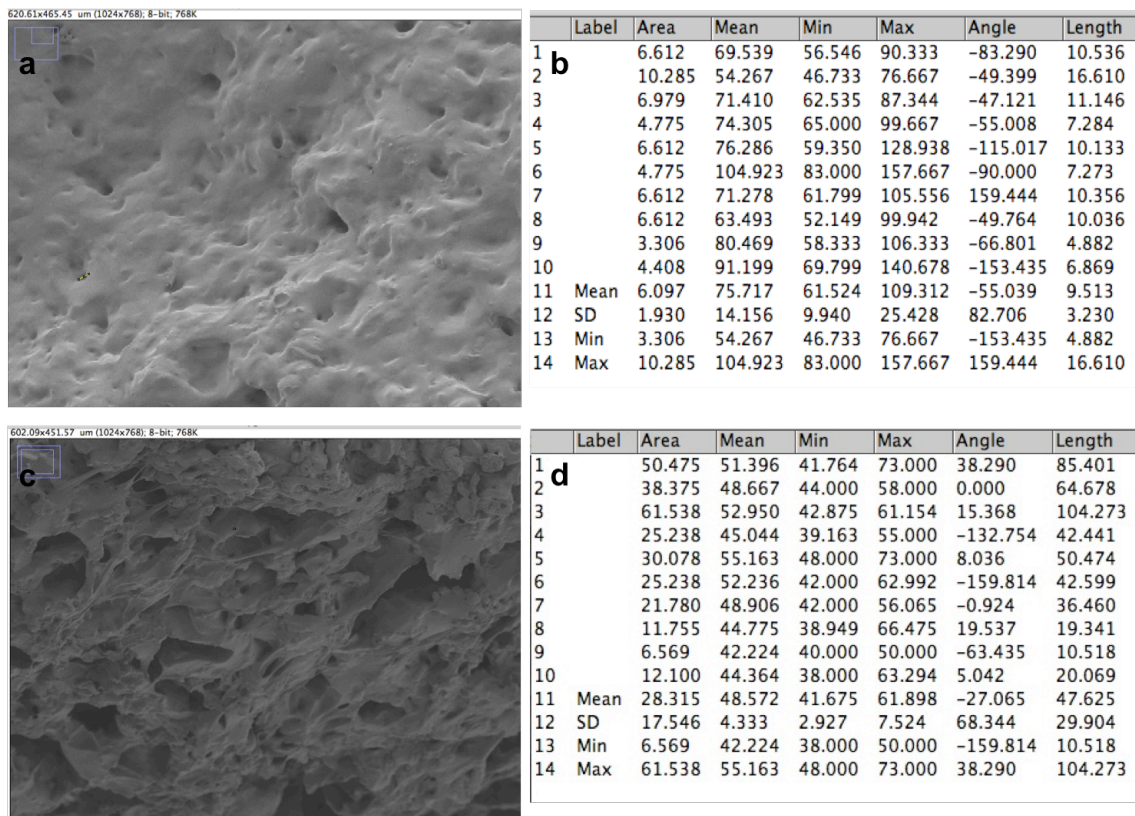 620.61x465.45 um (1024x768); 8-bit; 768K
a
b
Label Area Mean Min Max Angle Length
1 6.612 69.539 56.546 90.333 -83.290 10.536
2 10.285 54.267 46.733 76.667 -49.399 16.610
3 6.979 71.410 62.535 87.344 -47.121 11.146
4 4.775 74.305 65.000 99.667 -55.008 7.284
5 6.612 76.286 59.350 128.938 -115.017 10.133
6 4.775 104.923 83.000 157.667 -90.000 7.273
7 6.612 71.278 61.799 105.556 159.444 10.356
8 6.612 63.493 52.149 99.942 -49.764 10.036
9 3.306 80.469 58.333 106.333 -66.801 4.882
10 4.408 91.199 69.799 140.678 -153.435 6.869
11 Mean 6.097 75.717 61.524 109.312 -55.039 9.513
12 SD 1.930 14.156 9.940 25.428 82.706 3.230
13 Min 3.306 54.267 46.733 76.667 -153.435 4.882
14 Max 10.285 104.923 83.000 157.667 159.444 16.610
602.09x451.57 um (1024x768); 8-bit; 768K
c
d
Label Area Mean Min Max Angle Length
1 50.475 51.396 41.764 73.000 38.290 85.401
2 38.375 48.667 44.000 58.000 0.000 64.678
3 61.538 52.950 42.875 61.154 15.368 104.273
4 25.238 45.044 39.163 55.000 -132.754 42.441
5 30.078 55.163 48.000 73.000 8.036 50.474
6 25.238 52.236 42.000 62.992 -159.814 42.599
7 21.780 48.906 42.000 56.065 -0.924 36.460
8 11.755 44.775 38.949 66.475 19.537 19.341
9 6.569 42.224 40.000 50.000 -63.435 10.518
10 12.100 44.364 38.000 63.294 5.042 20.069
11 Mean 28.315 48.572 41.675 61.898 -27.065 47.625
12 SD 17.546 4.333 2.927 7.524 68.344 29.904
13 Min 6.569 42.224 38.000 50.000 -159.814 10.518
14 Max 61.538 55.163 48.000 73.000 38.290 104.273